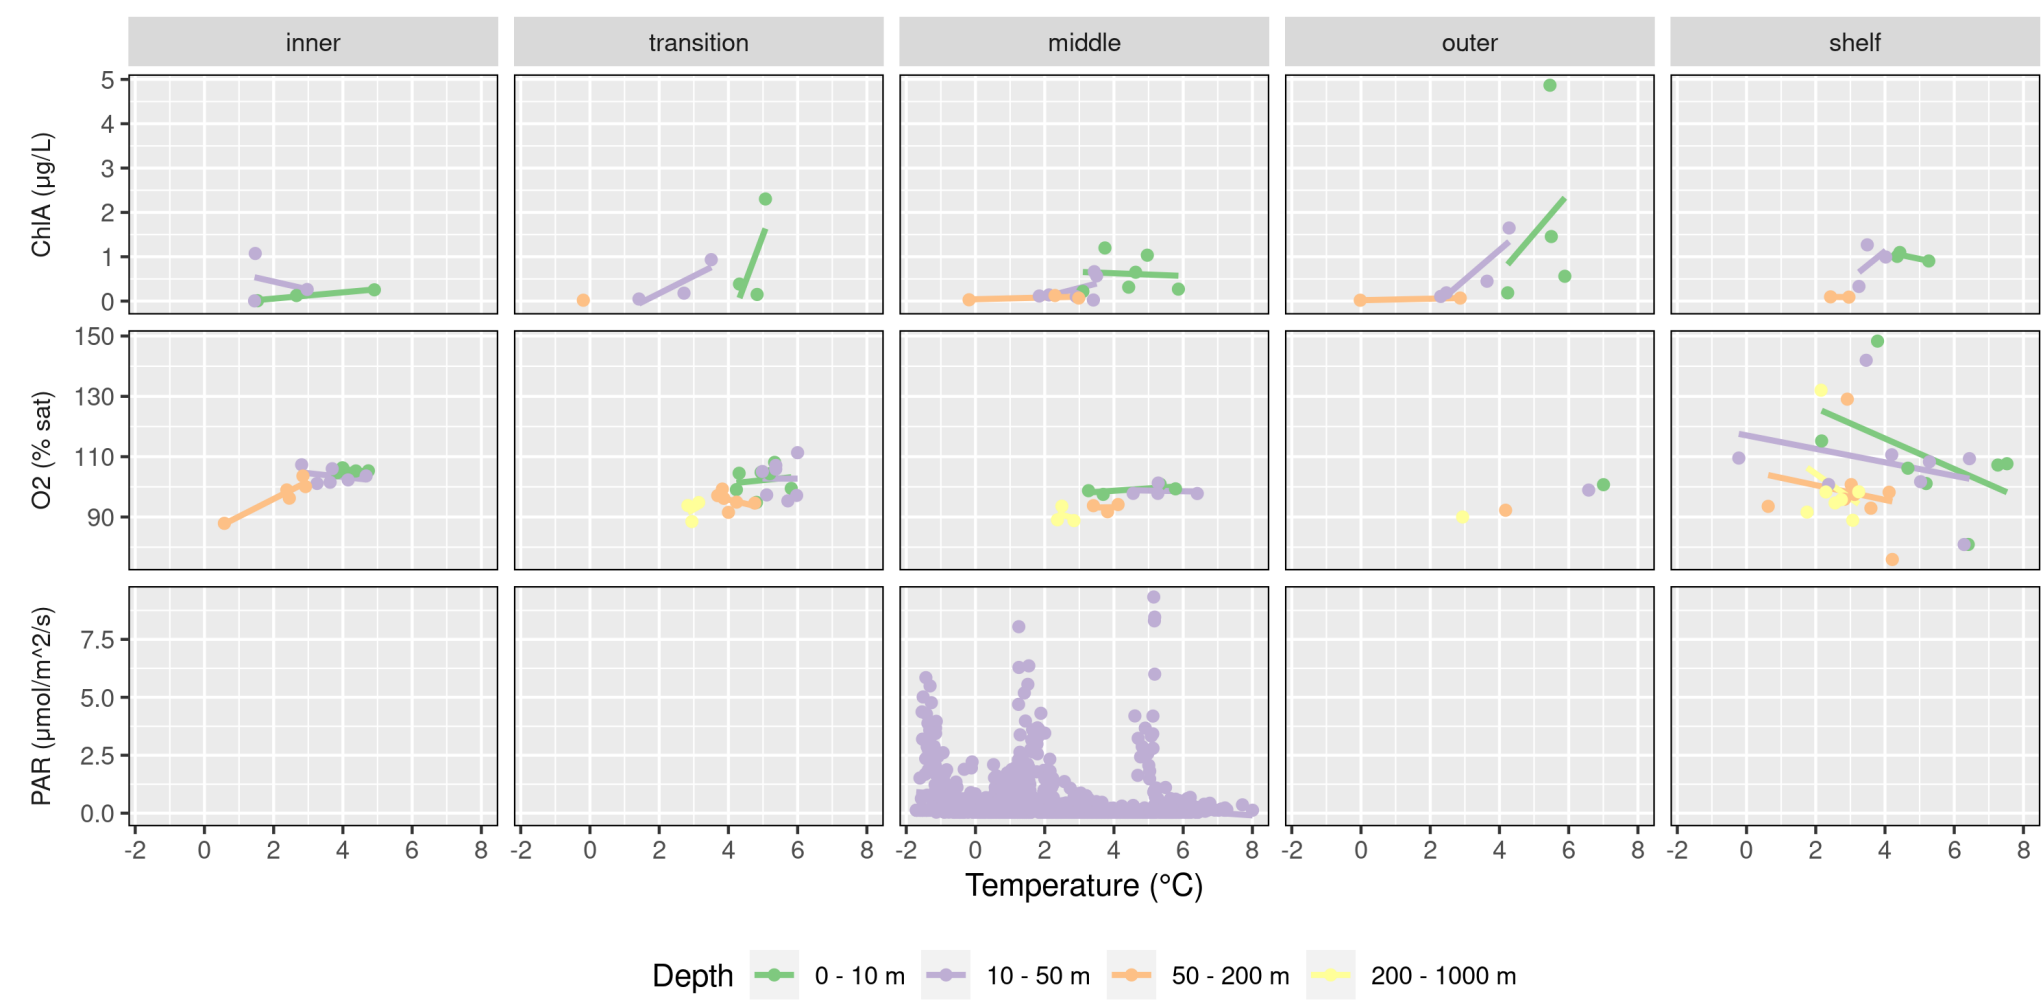 inner transition middle outer shelf
ChlA (µg/L)
5
4
3
2
1
0
O2 (% sat)
150
130
110
90
PAR (µmol/m^2/s)
7.5
5.0
2.5
0.0
-2 0 2 4 6 8 -2 0 2 4 6 8 -2 0 2 4 6 8 -2 0 2 4 6 8 -2 0 2 4 6 8
Temperature (°C)
Depth 0 - 10 m 10 - 50 m 50 - 200 m 200 - 1000 m